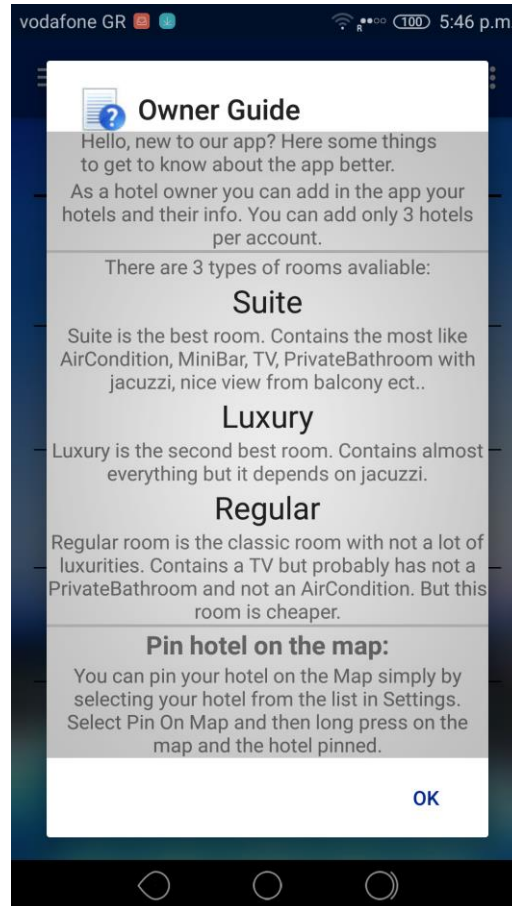 vodafone GR R 100 5:46 p.m
Owner Guide
Hello, new to our app? Here some things
to get to know about the app better.
As a hotel owner you can add in the app your
hotels and their info. You can add only 3 hotels
per account.
There are 3 types of rooms avaliable:
Suite
Suite is the best room. Contains the most like
AirCondition, MiniBar, TV, PrivateBathroom with
jacuzzi, nice view from balcony ect..
Luxury
Luxury is the second best room. Contains almost
everything but it depends on jacuzzi.
Regular
Regular room is the classic room with not a lot of
luxurities. Contains a TV but probably has not a
PrivateBathroom and not an AirCondition. But this
room is cheaper.
Pin hotel on the map:
You can pin your hotel on the Map simply by
selecting your hotel from the list in Settings.
Select Pin On Map and then long press on the
map and the hotel pinned.
OK